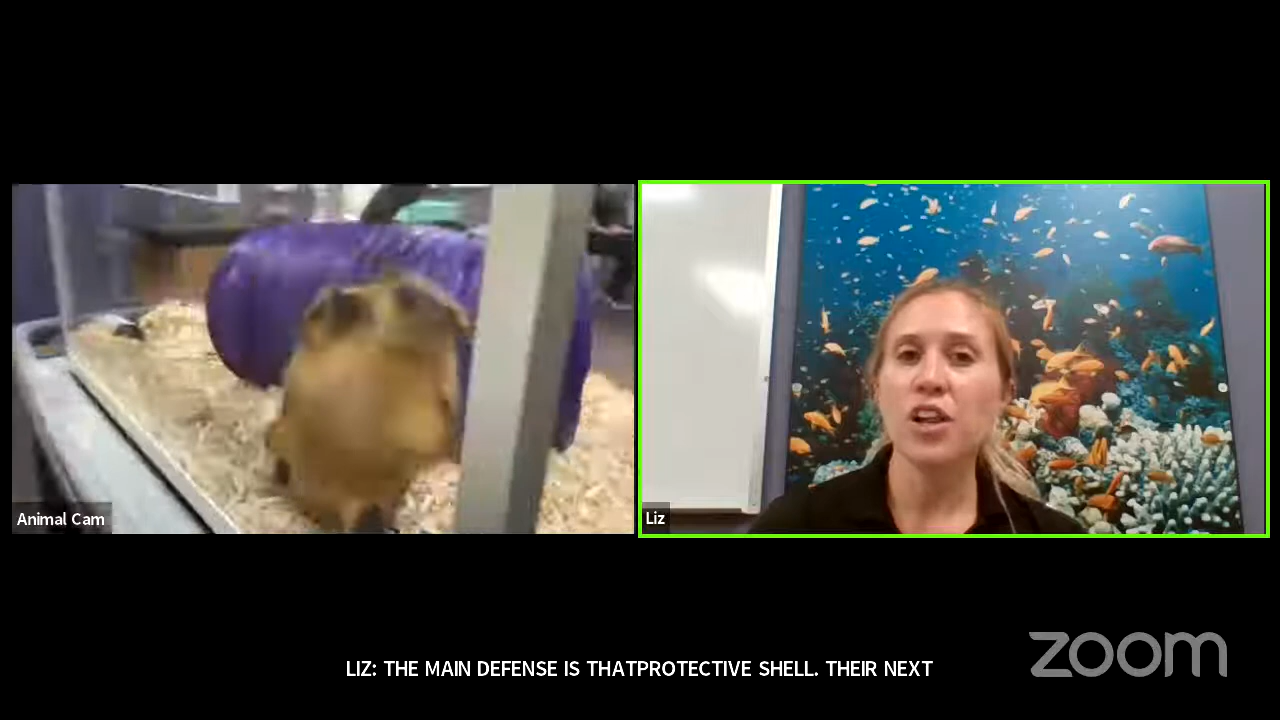 Animal Cam
Liz
LIZ: THE MAIN DEFENSE IS THATPROTECTIVE SHELL. THEIR NEXT
zoom